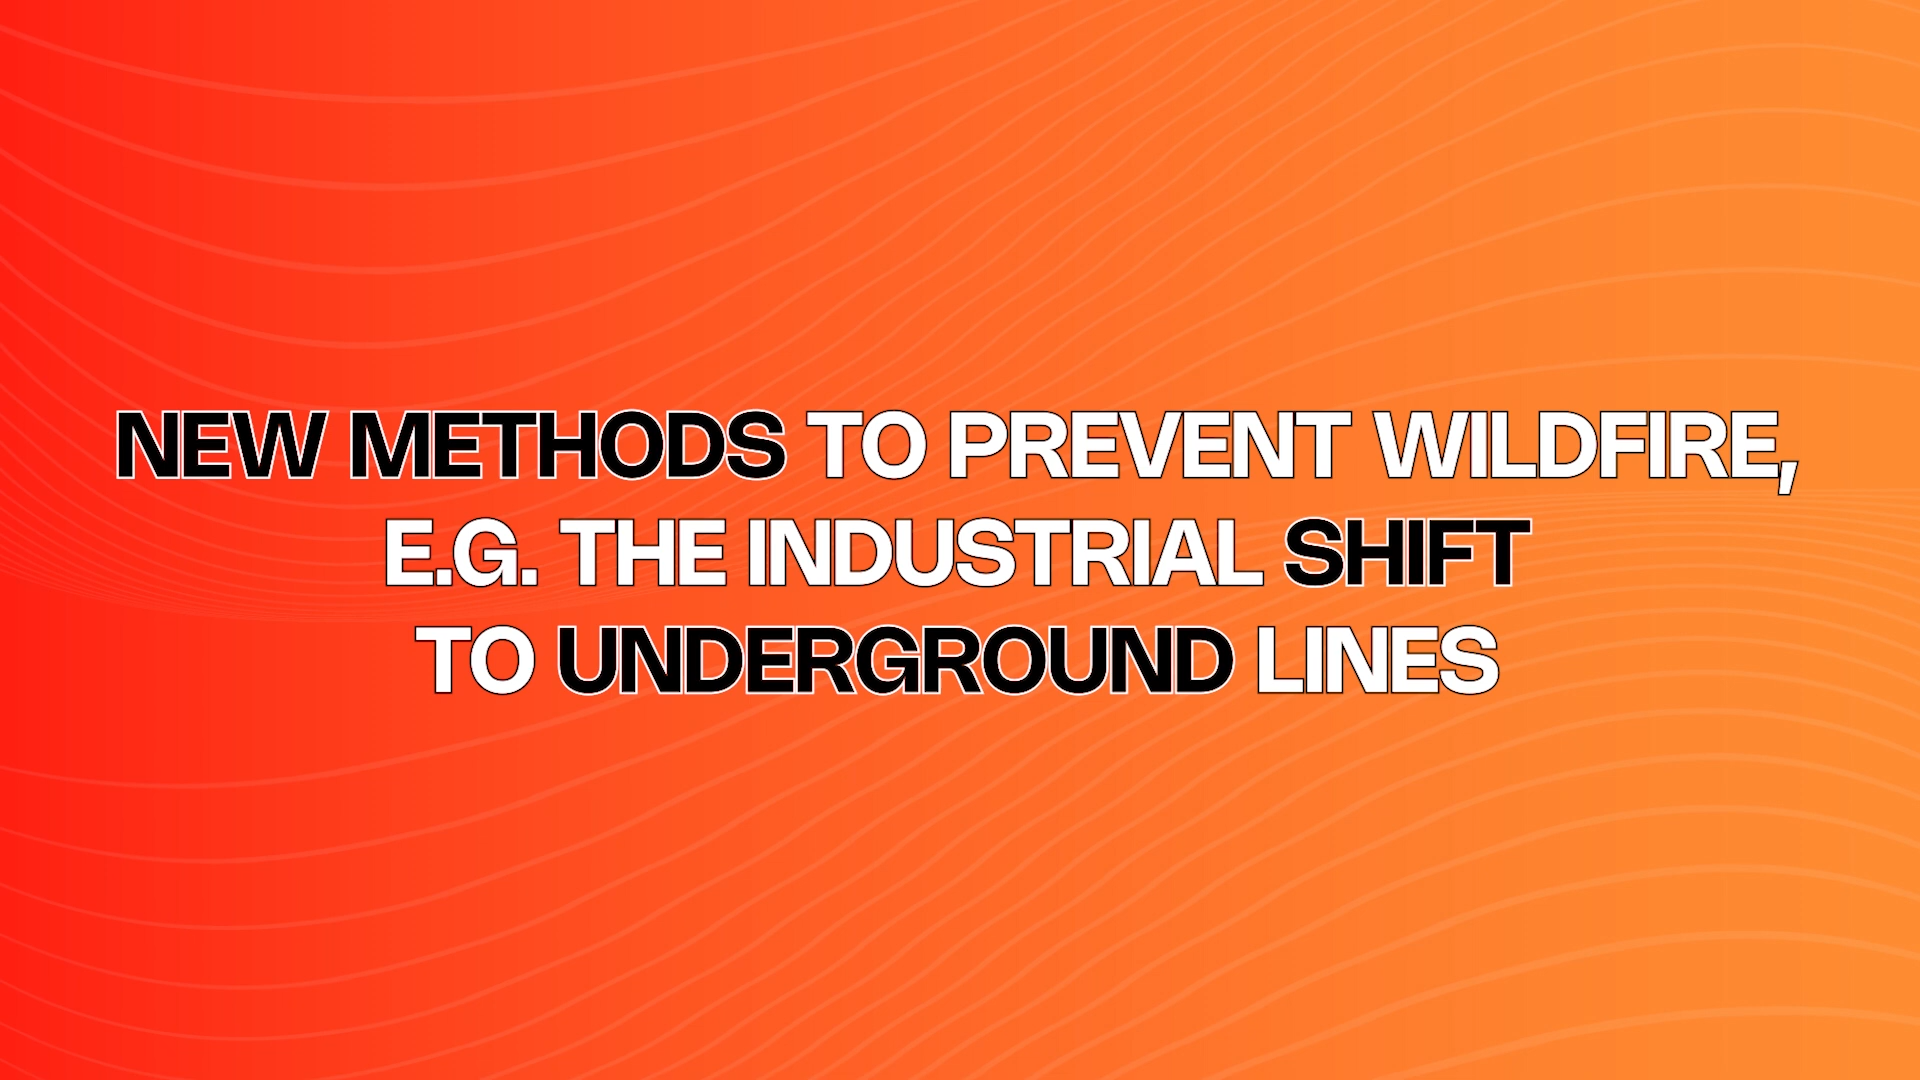 NEW METHODS TO PREVENT WILDFIRE,
E.G. THE INDUSTRIAL SHIFT
TO UNDERGROUND LINES